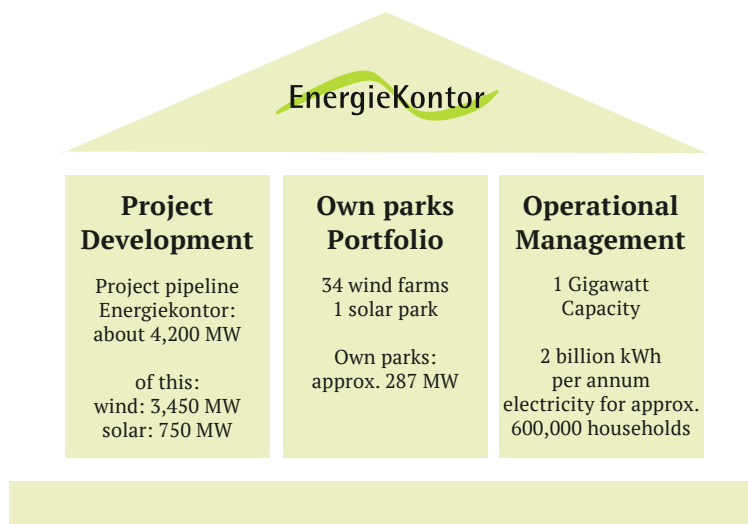 EnergieKontor
Project
Development
Project pipeline
Energiekontor:
about 4,200 MW
of this:
wind: 3,450 MW
solar: 750 MW
Own parks
Portfolio
34 wind farms
1 solar park
Own parks:
approx. 287 MW
Operational
Management
1 Gigawatt
Capacity
2 billion kWh
per annum
electricity for approx.
600,000 households